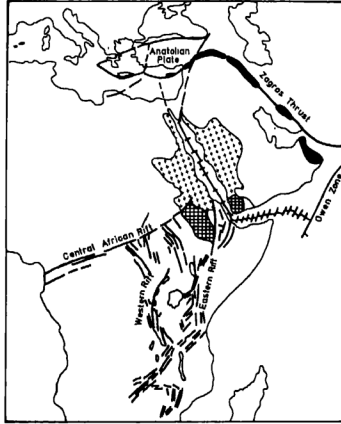 Anatolian
Plate
Zagros Thrust
Owen Zone
Central African Rift
Western Rift
Eastern Rift